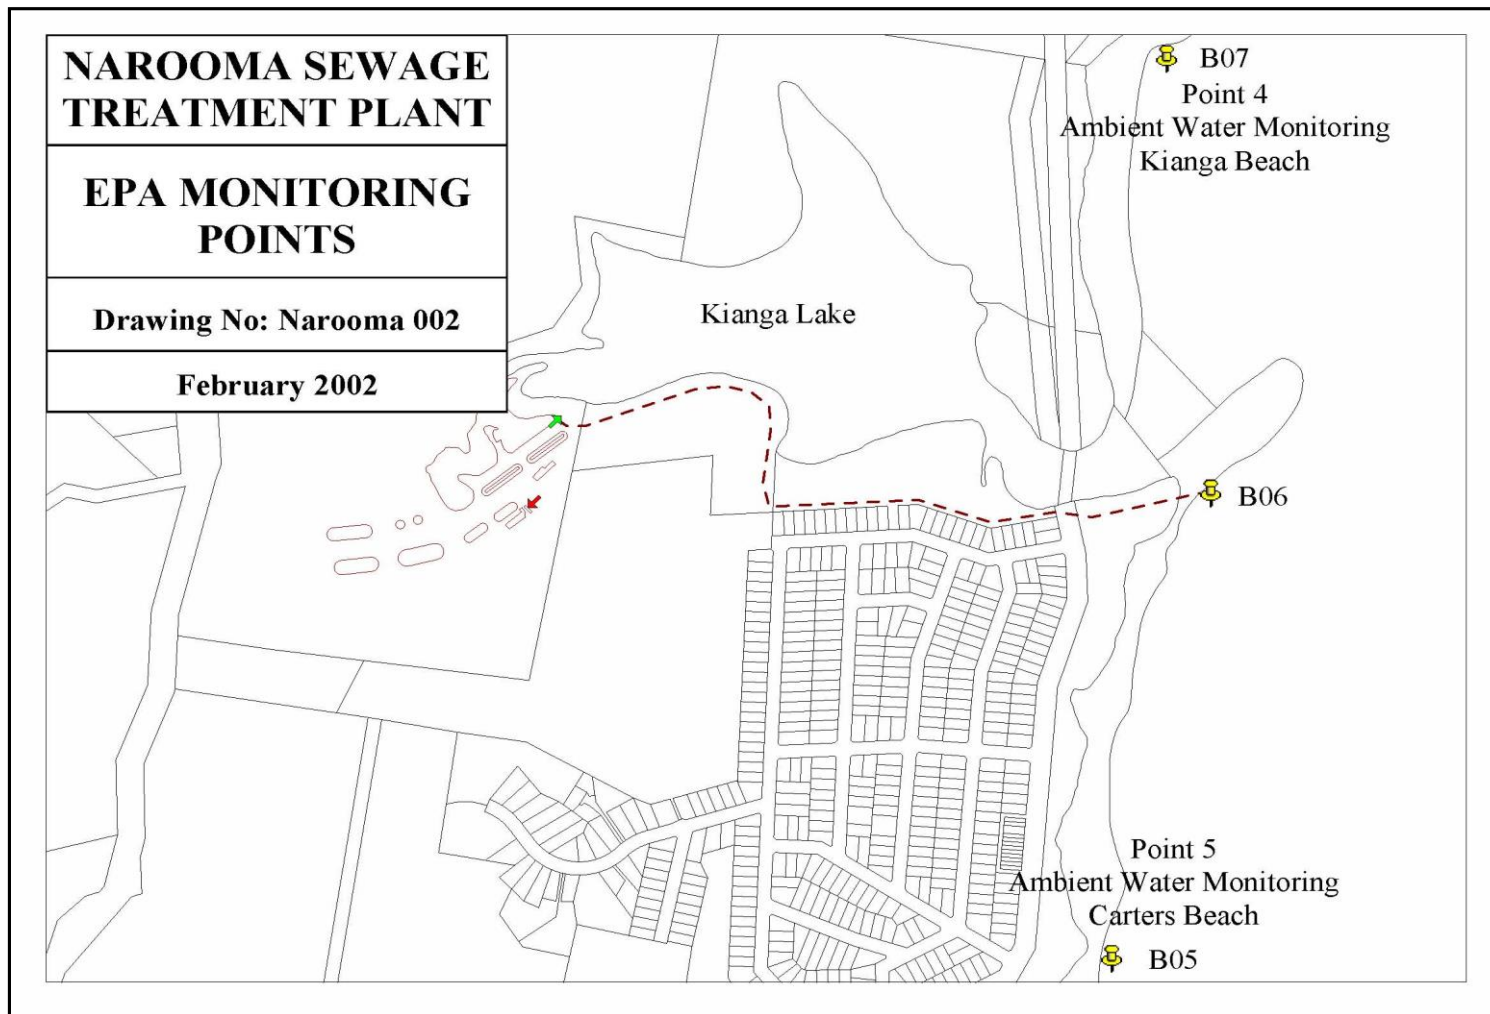 NAROOMA SEWAGE
TREATMENT PLANT
EPA MONITORING
POINTS
Drawing No: Narooma 002
February 2002
B07
Point 4
Ambient Water Monitoring
Kianga Beach
Kianga Lake
B06
Point 5
Ambient Water Monitoring
Carters Beach
B05